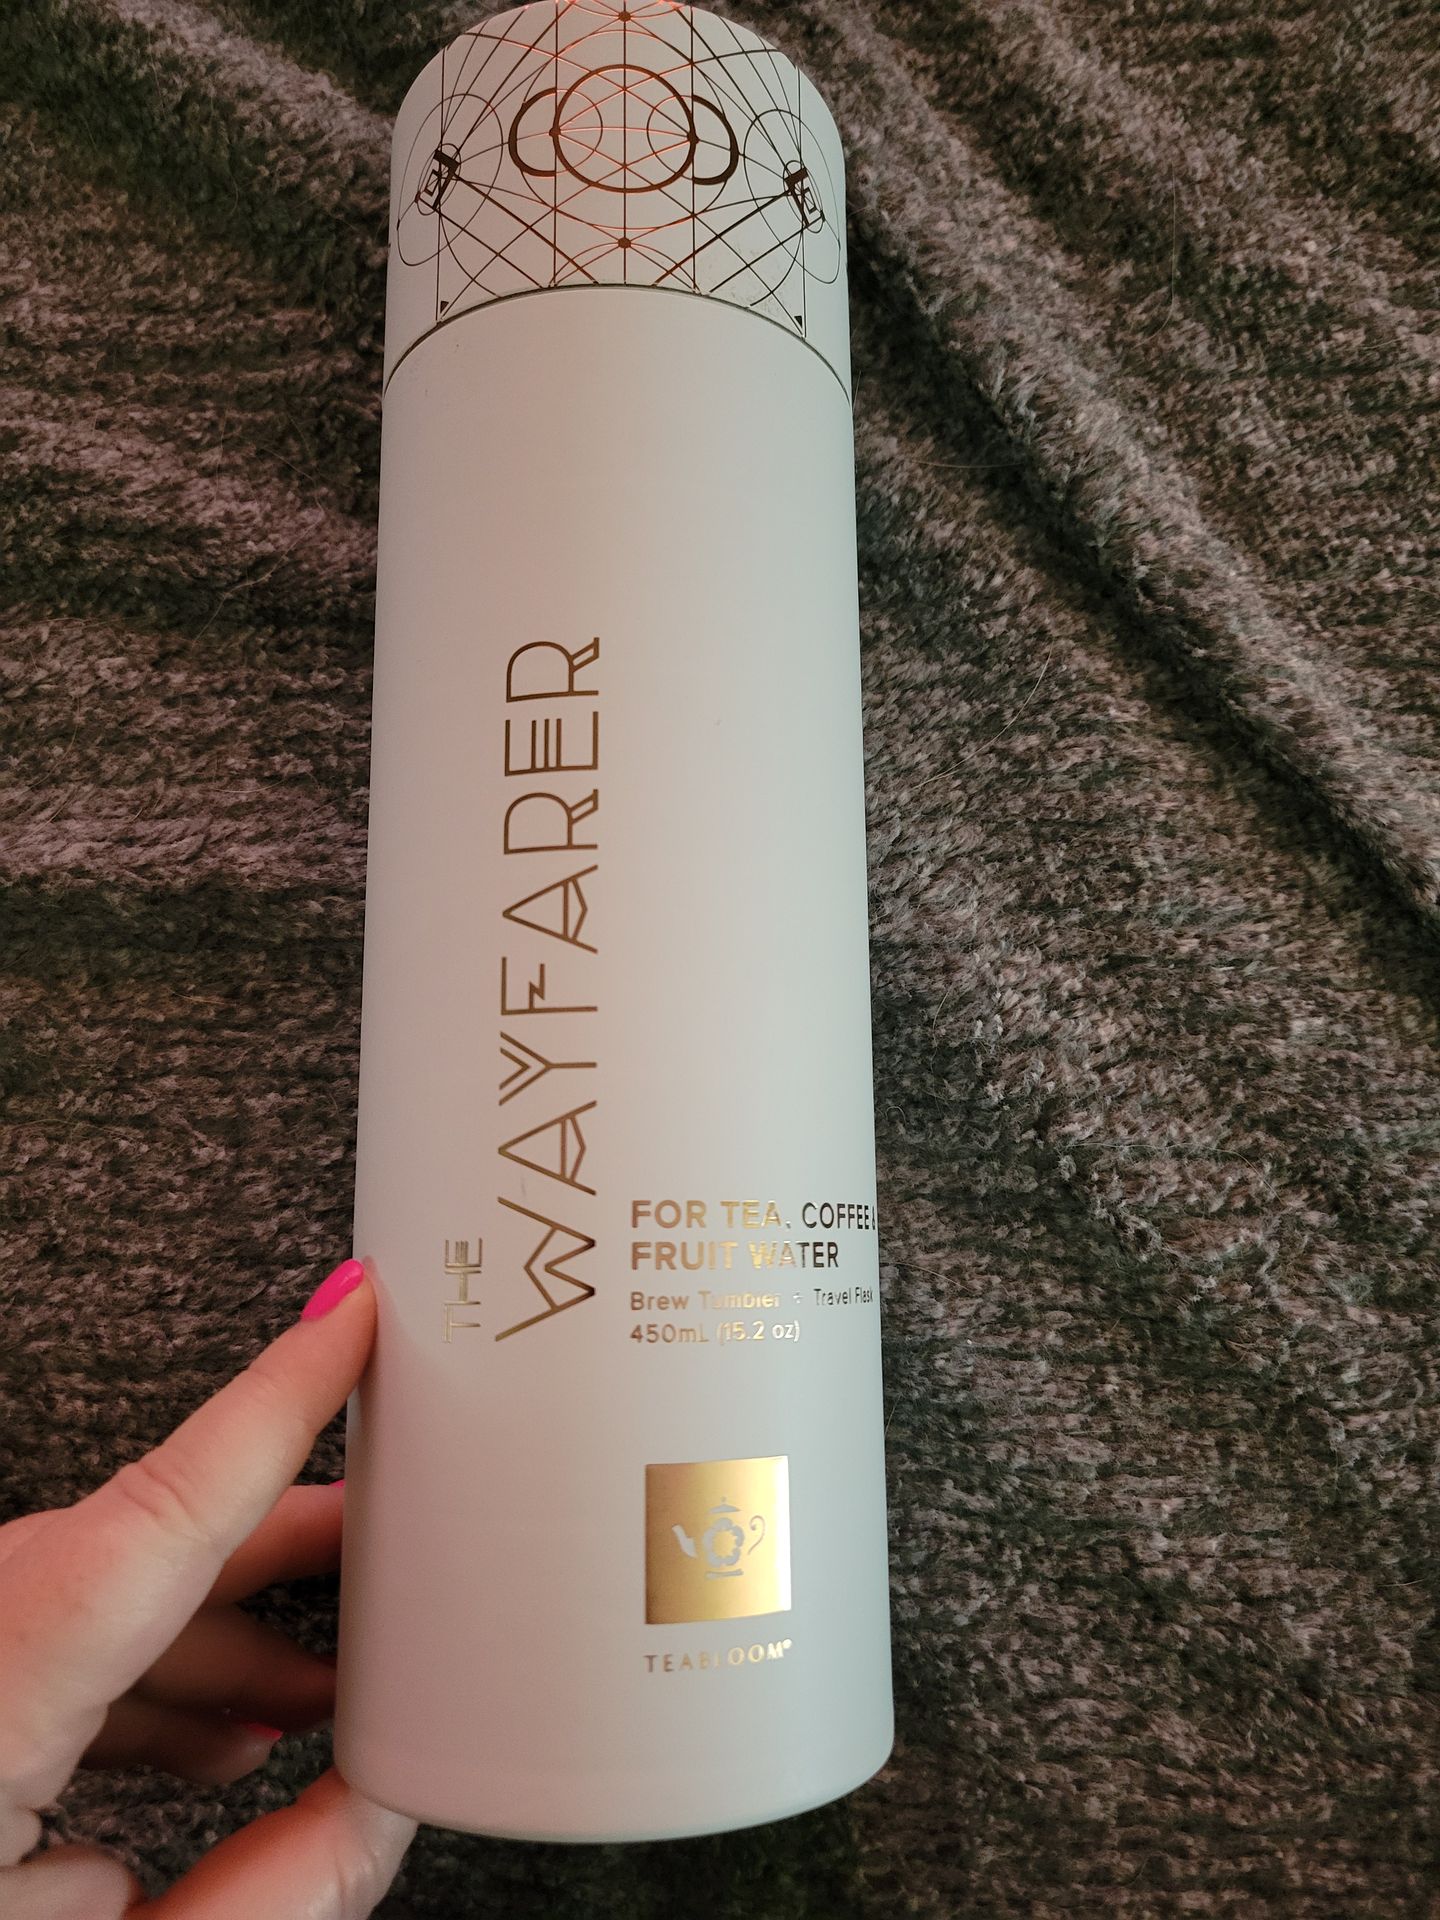 THE
WAYFARER
FOR TEA, COFFEE &
FRUIT WATER
Brew Tumbler + Travel Flask
450mL (15.2 oz)
TEABLOOM®